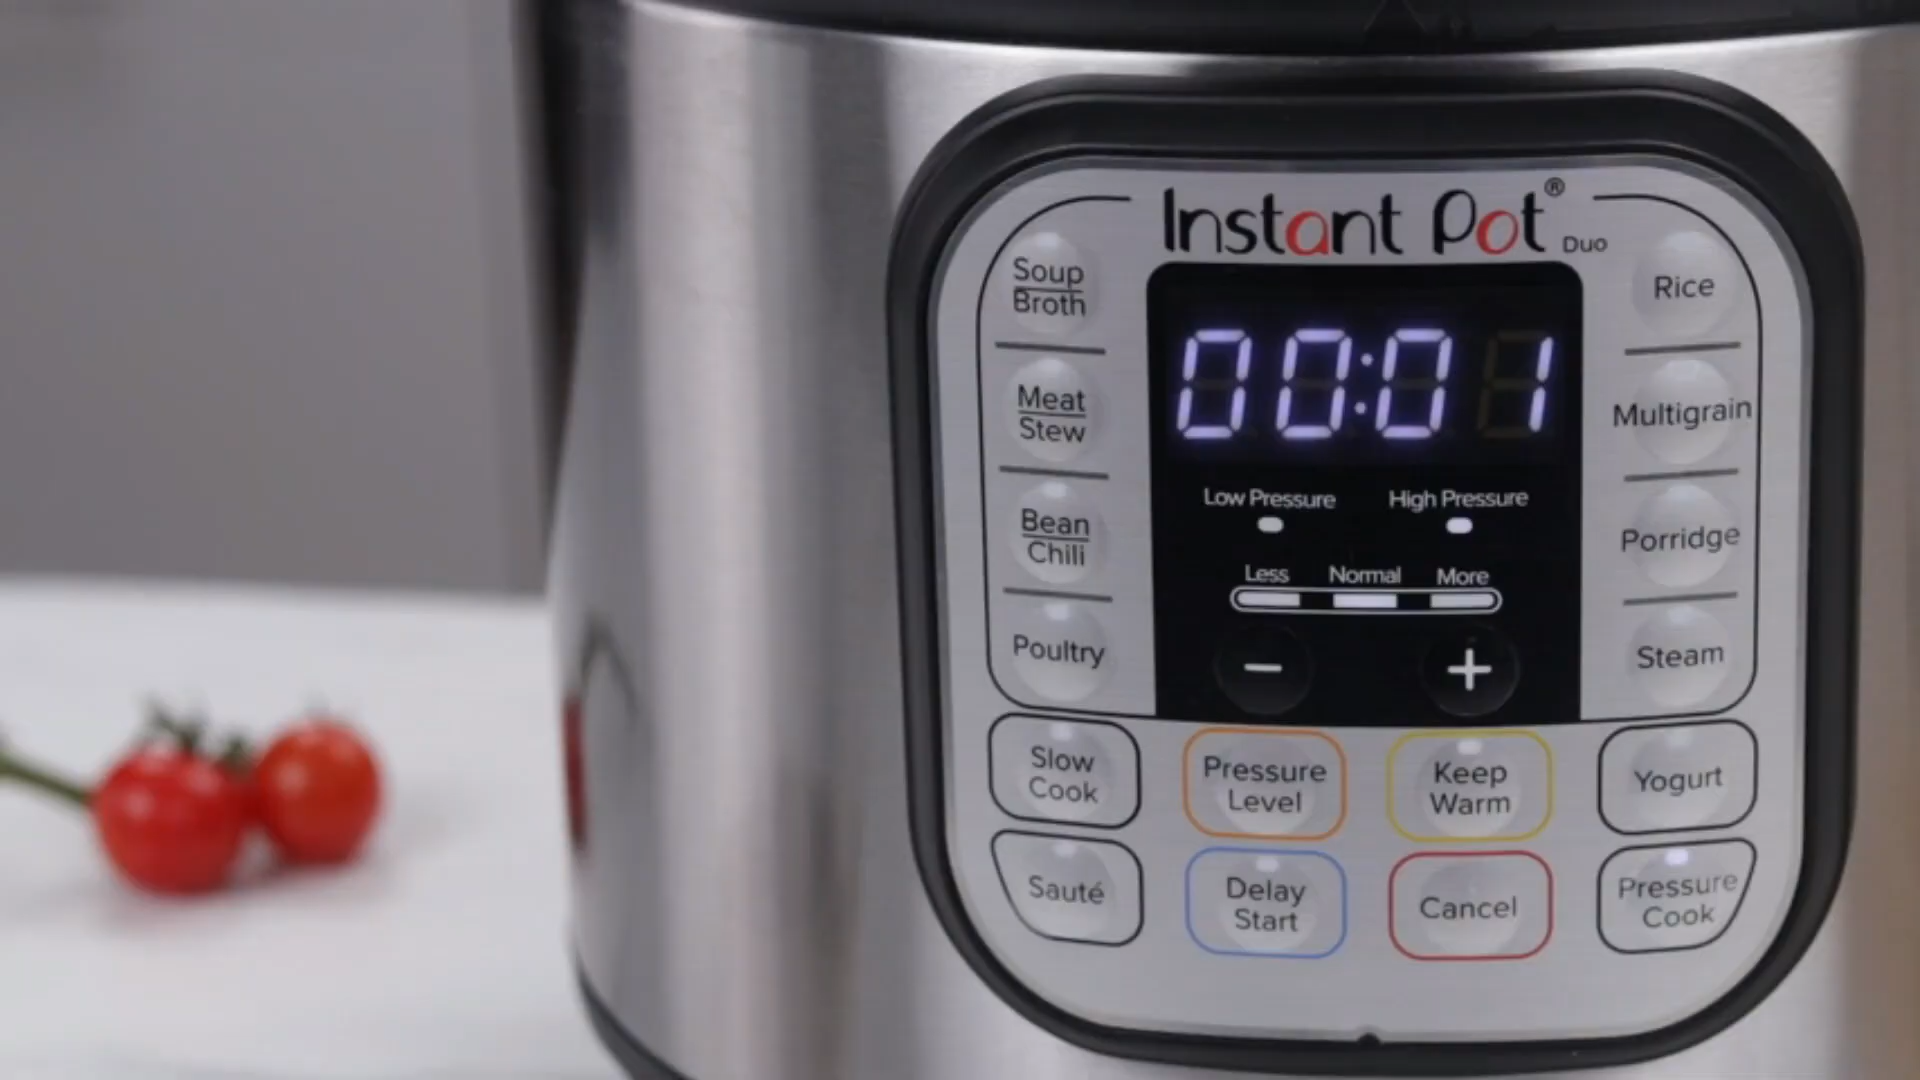 Instant Pot®
Duo
Soup
Broth
Meat
Stew
Bean
Chili
Poultry
00:01
Low Pressure High Pressure
Less Normal More
− +
Rice
Multigrain
Porridge
Steam
Slow
Cook
Pressure
Level
Keep
Warm
Yogurt
Sauté
Delay
Start
Cancel
Pressure
Cook